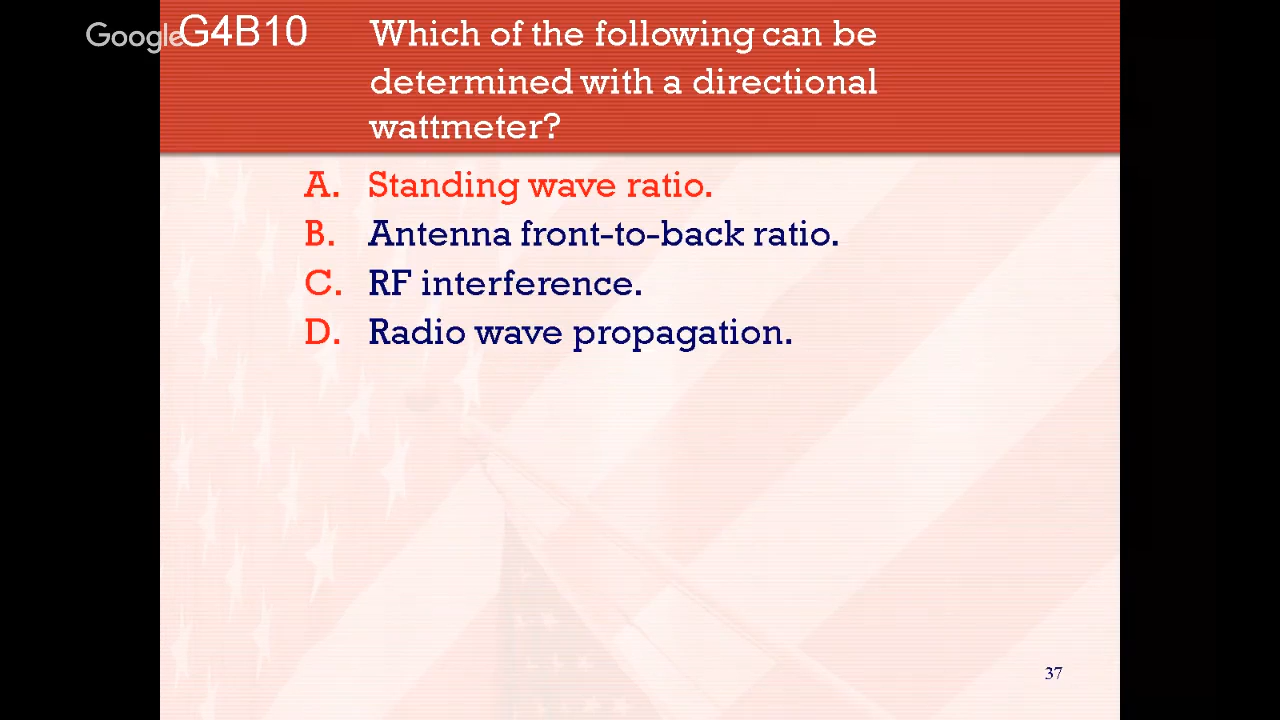 Google
G4B10 Which of the following can be
determined with a directional
wattmeter?
A. Standing wave ratio.
B. Antenna front-to-back ratio.
C. RF interference.
D. Radio wave propagation.
37